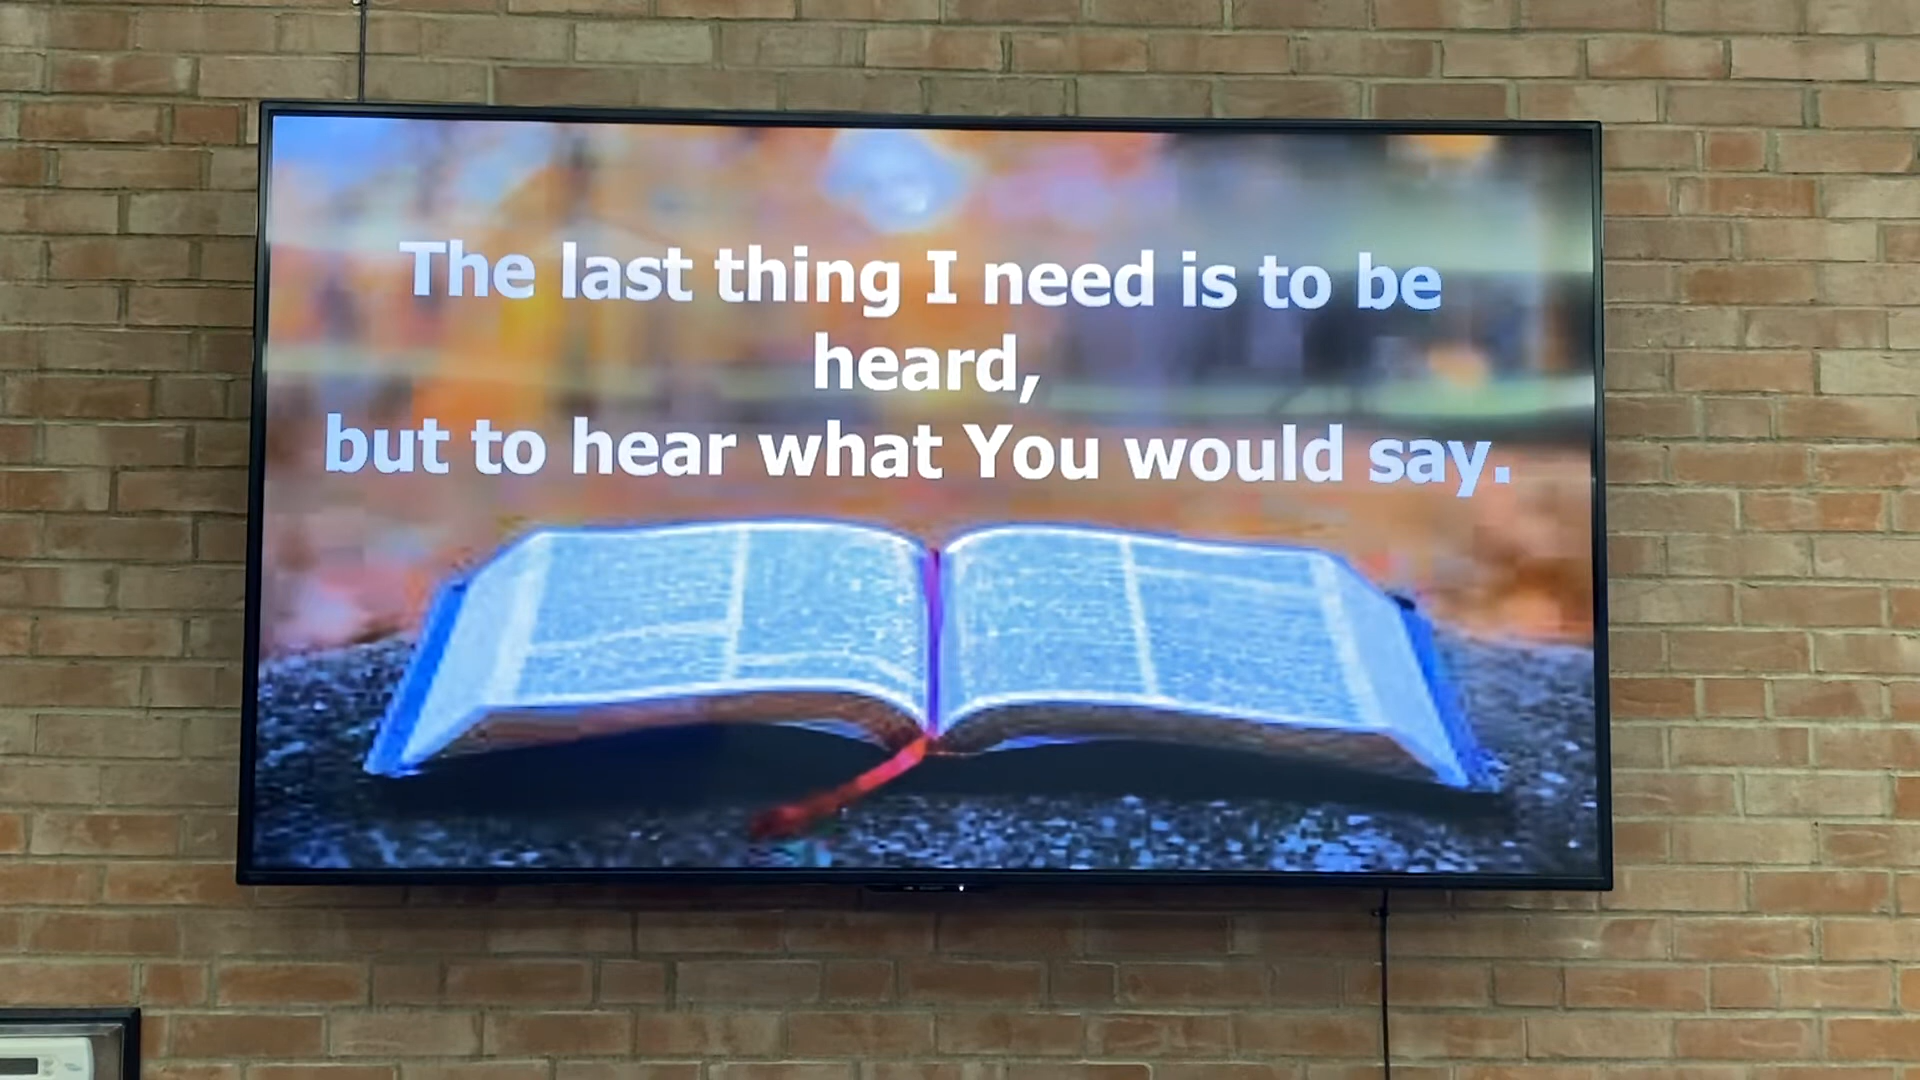 The last thing I need is to be
heard,
but to hear what You would say.